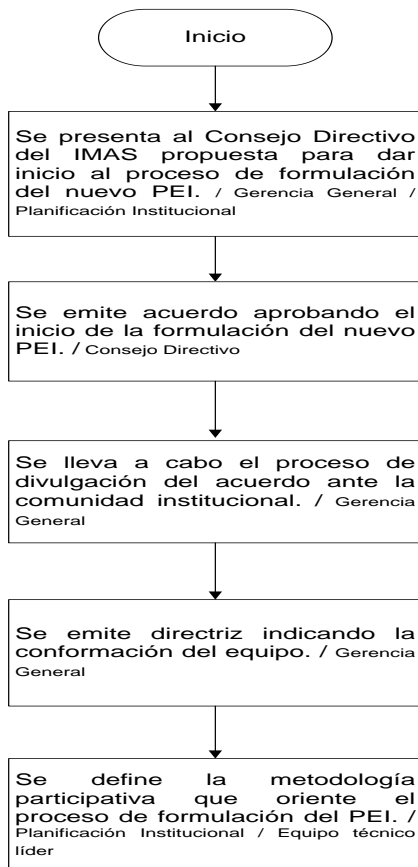 Inicio
Se presenta al Consejo Directivo
del IMAS propuesta para dar
inicio al proceso de formulación
del nuevo PEI. / Gerencia General /
Planificación Institucional
Se emite acuerdo aprobando el
inicio de la formulación del nuevo
PEI. / Consejo Directivo
Se lleva a cabo el proceso de
divulgación del acuerdo ante la
comunidad institucional. / Gerencia
General
Se emite directriz indicando la
conformación del equipo. / Gerencia
General
Se define la metodología
participativa que oriente el
proceso de formulación del PEI. /
Planificación Institucional / Equipo técnico
líder